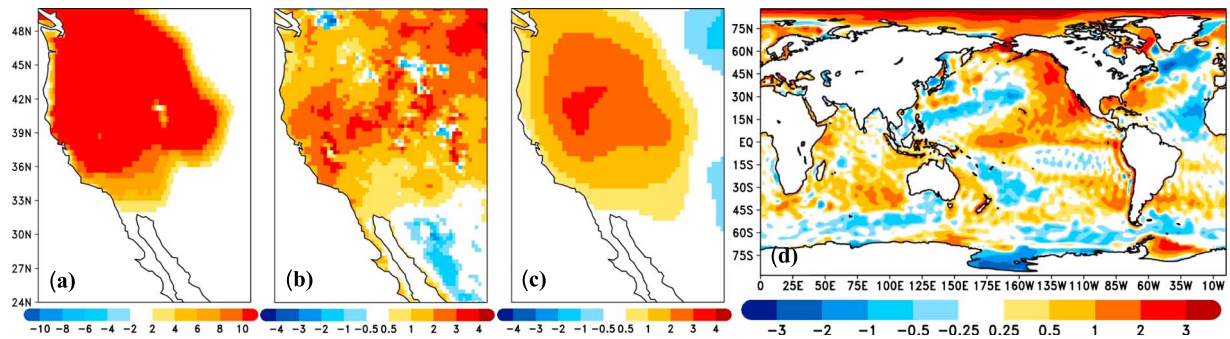 48N
45N
42N
39N
36N
33N
30N
27N
24N
(a)
(b)
(c)
(d)
-10 -8 -6 -4 -2 2 4 6 8 10
-4 -3 -2 -1 -0.5 0.5 1 2 3 4
-4 -3 -2 -1 -0.5 0.5 1 2 3 4
75N
60N
45N
30N
15N
EQ
15S
30S
45S
60S
75S
0 25E 50E 75E 100E 125E 150E 175E 160W 135W 110W 85W 60W 35W 10W
-3 -2 -1 -0.5 -0.25 0.25 0.5 1 2 3